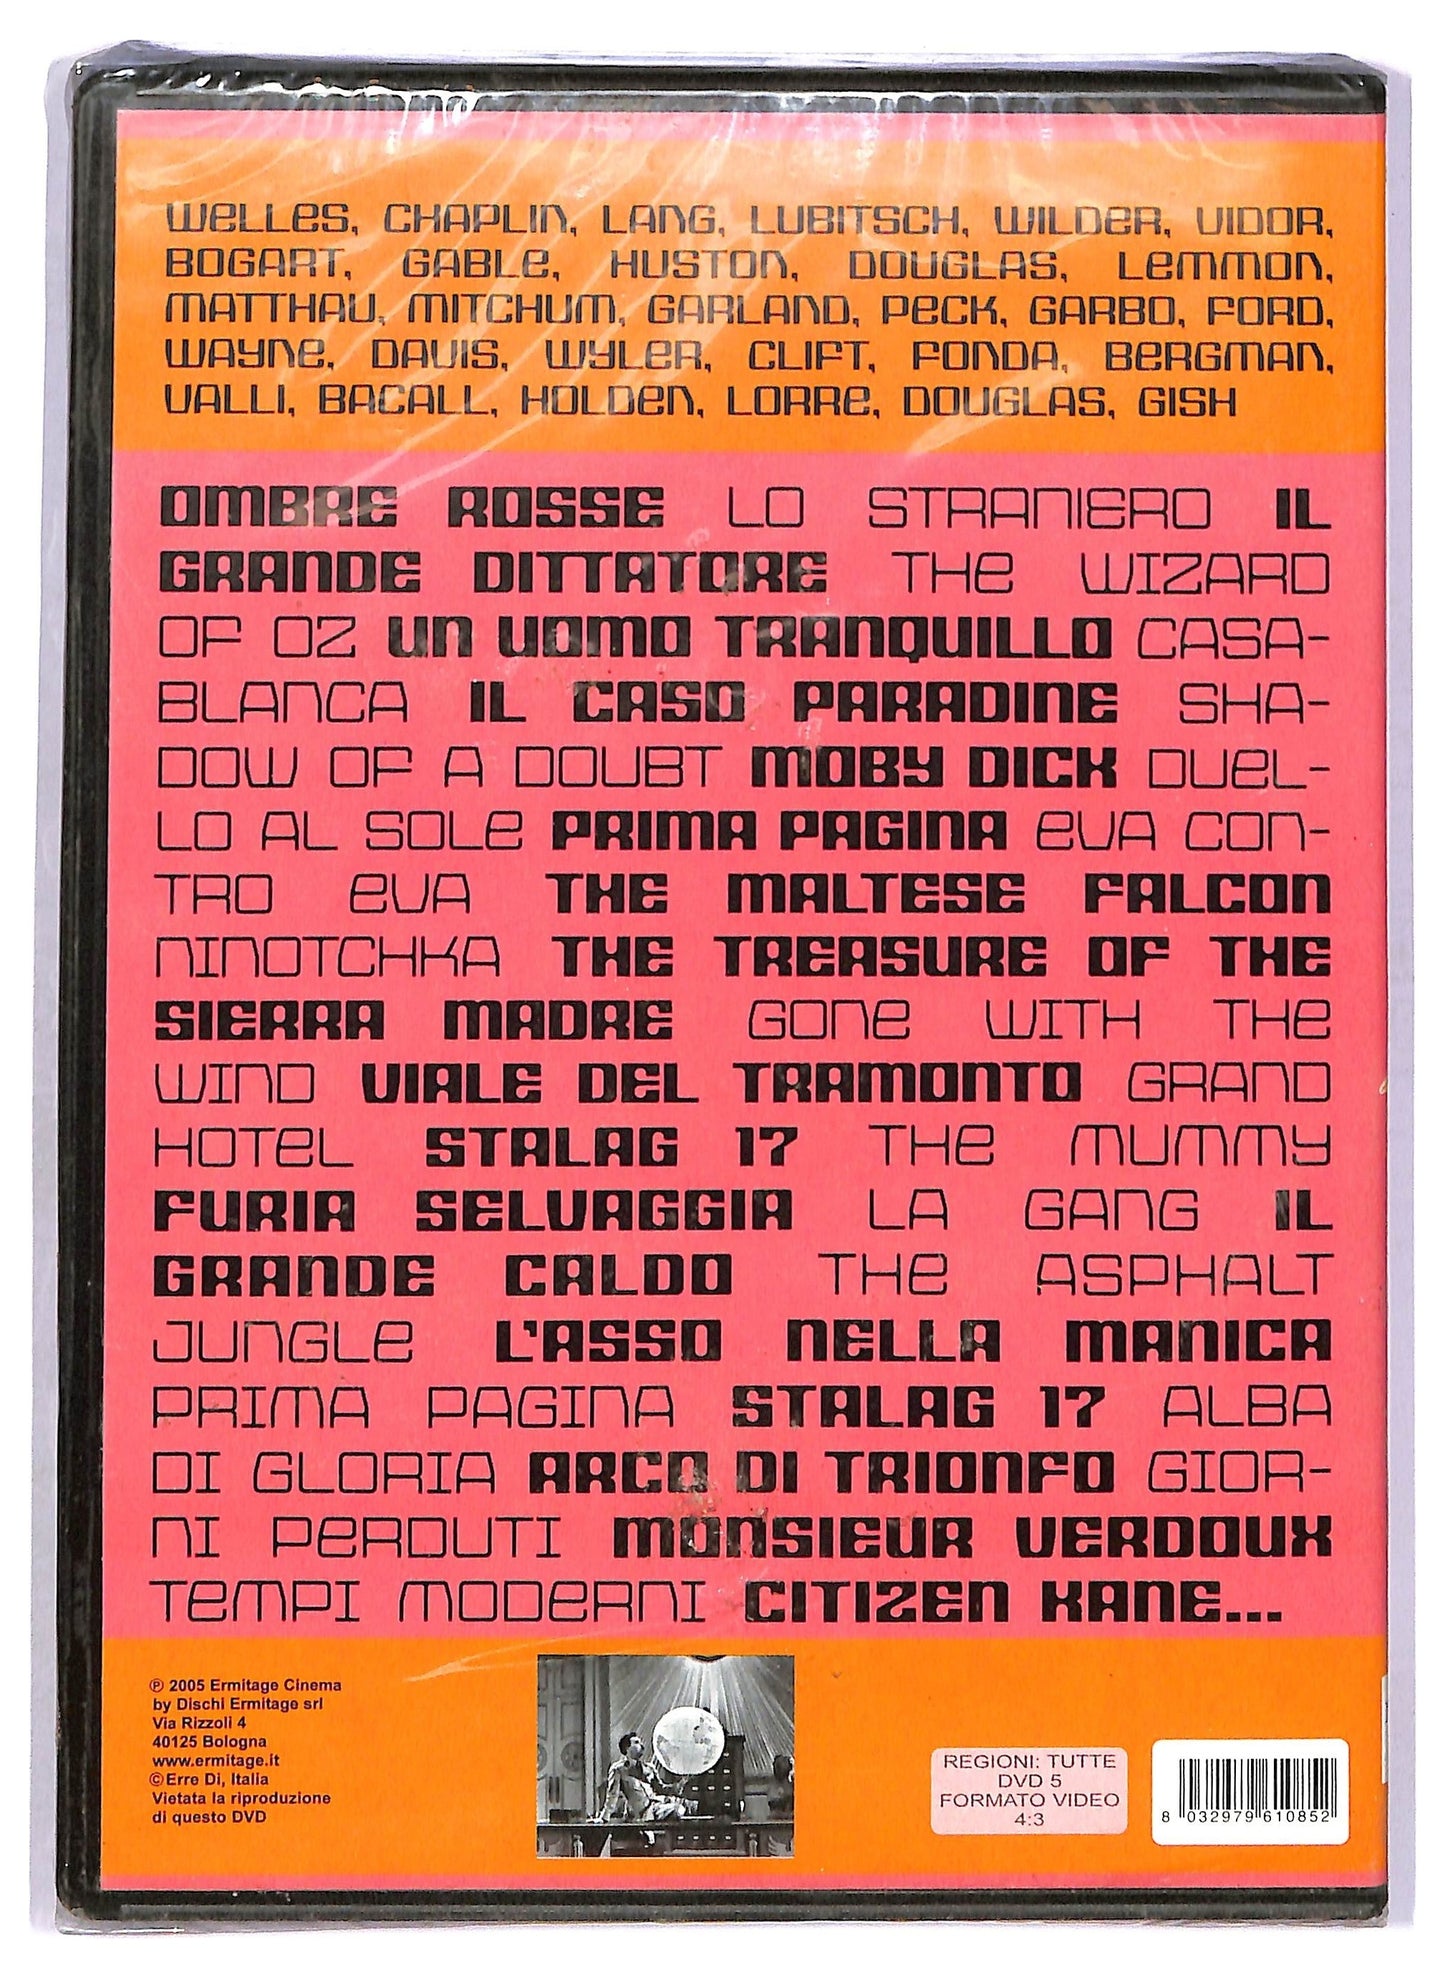 WELLES, CHAPLIN, LANG, LUBITSCH, WILDER, VIDOR,
BOGART, GABLE, HUSTON, DOUGLAS, LEMMON,
MATTHAU, MITCHUM, GARLAND, PECK, GARBO, FORD,
WAYNE, DAVIS, WYLER, CLIFT, FONDA, BERGMAN,
VALLI, BACALL, HOLDEN, LORRE, DOUGLAS, GISH
OMBRE ROSSE LO STRANIERO IL
GRANDE DITTATORE THE WIZARD
OF OZ UN UOMO TRANQUILLO CASA-
BLANCA IL CASO PARADINE SHA-
DOW OF A DOUBT MOBY DICK DUEL-
LO AL SOLE PRIMA PAGINA EVA CON-
TRO EVA THE MALTESE FALCON
NINOTCHKA THE TREASURE OF THE
SIERRA MADRE GONE WITH THE
WIND VIALE DEL TRAMONTO GRAND
HOTEL STALAG 17 THE MUMMY
FURIA SELVAGGIA LA GANG IL
GRANDE CALDO THE ASPHALT
JUNGLE L'ASSO NELLA MANICA
PRIMA PAGINA STALAG 17 ALBA
DI GLORIA ARCO DI TRIONFO GIOR-
NI PERDUTI MONSIEUR VERDOUX
TEMPI MODERNI CITIZEN KANE...
℗ 2005 Ermitage Cinema
by Dischi Ermitage srl
Via Rizzoli 4
40125 Bologna
www.ermitage.it
© Erre Di, Italia
Vietata la riproduzione
di questo DVD
REGIONI: TUTTE
DVD 5
FORMATO VIDEO
4:3
8 032979 610852